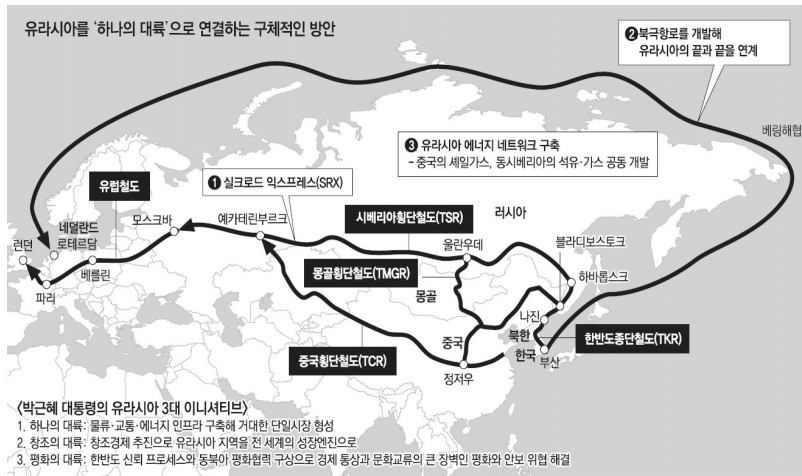 유라시아를 '하나의 대륙'으로 연결하는 구체적인 방안
❷북극항로를 개발해
유라시아의 끝과 끝을 연계
베링해협
❸ 유라시아 에너지 네트워크 구축
- 중국의 셰일가스, 동시베리아의 석유·가스 공동 개발
유럽철도
❶ 실크로드 익스프레스(SRX)
러시아
네덜란드
로테르담
런던
모스크바
예카테린부르크
시베리아횡단철도(TSR)
울란우데
블라디보스토크
베를린
파리
몽골횡단철도(TMGR)
몽골
하바롭스크
나진
북한
한국
부산
한반도종단철도(TKR)
중국횡단철도(TCR)
중국
정저우
<박근혜 대통령의 유라시아 3대 이니셔티브>
1. 하나의 대륙: 물류·교통·에너지 인프라 구축해 거대한 단일시장 형성
2. 창조의 대륙: 창조경제 추진으로 유라시아 지역을 전 세계의 성장엔진으로
3. 평화의 대륙: 한반도 신뢰 프로세스와 동북아 평화협력 구상으로 경제 통상과 문화교류의 큰 장벽인 평화와 안보 위협 해결